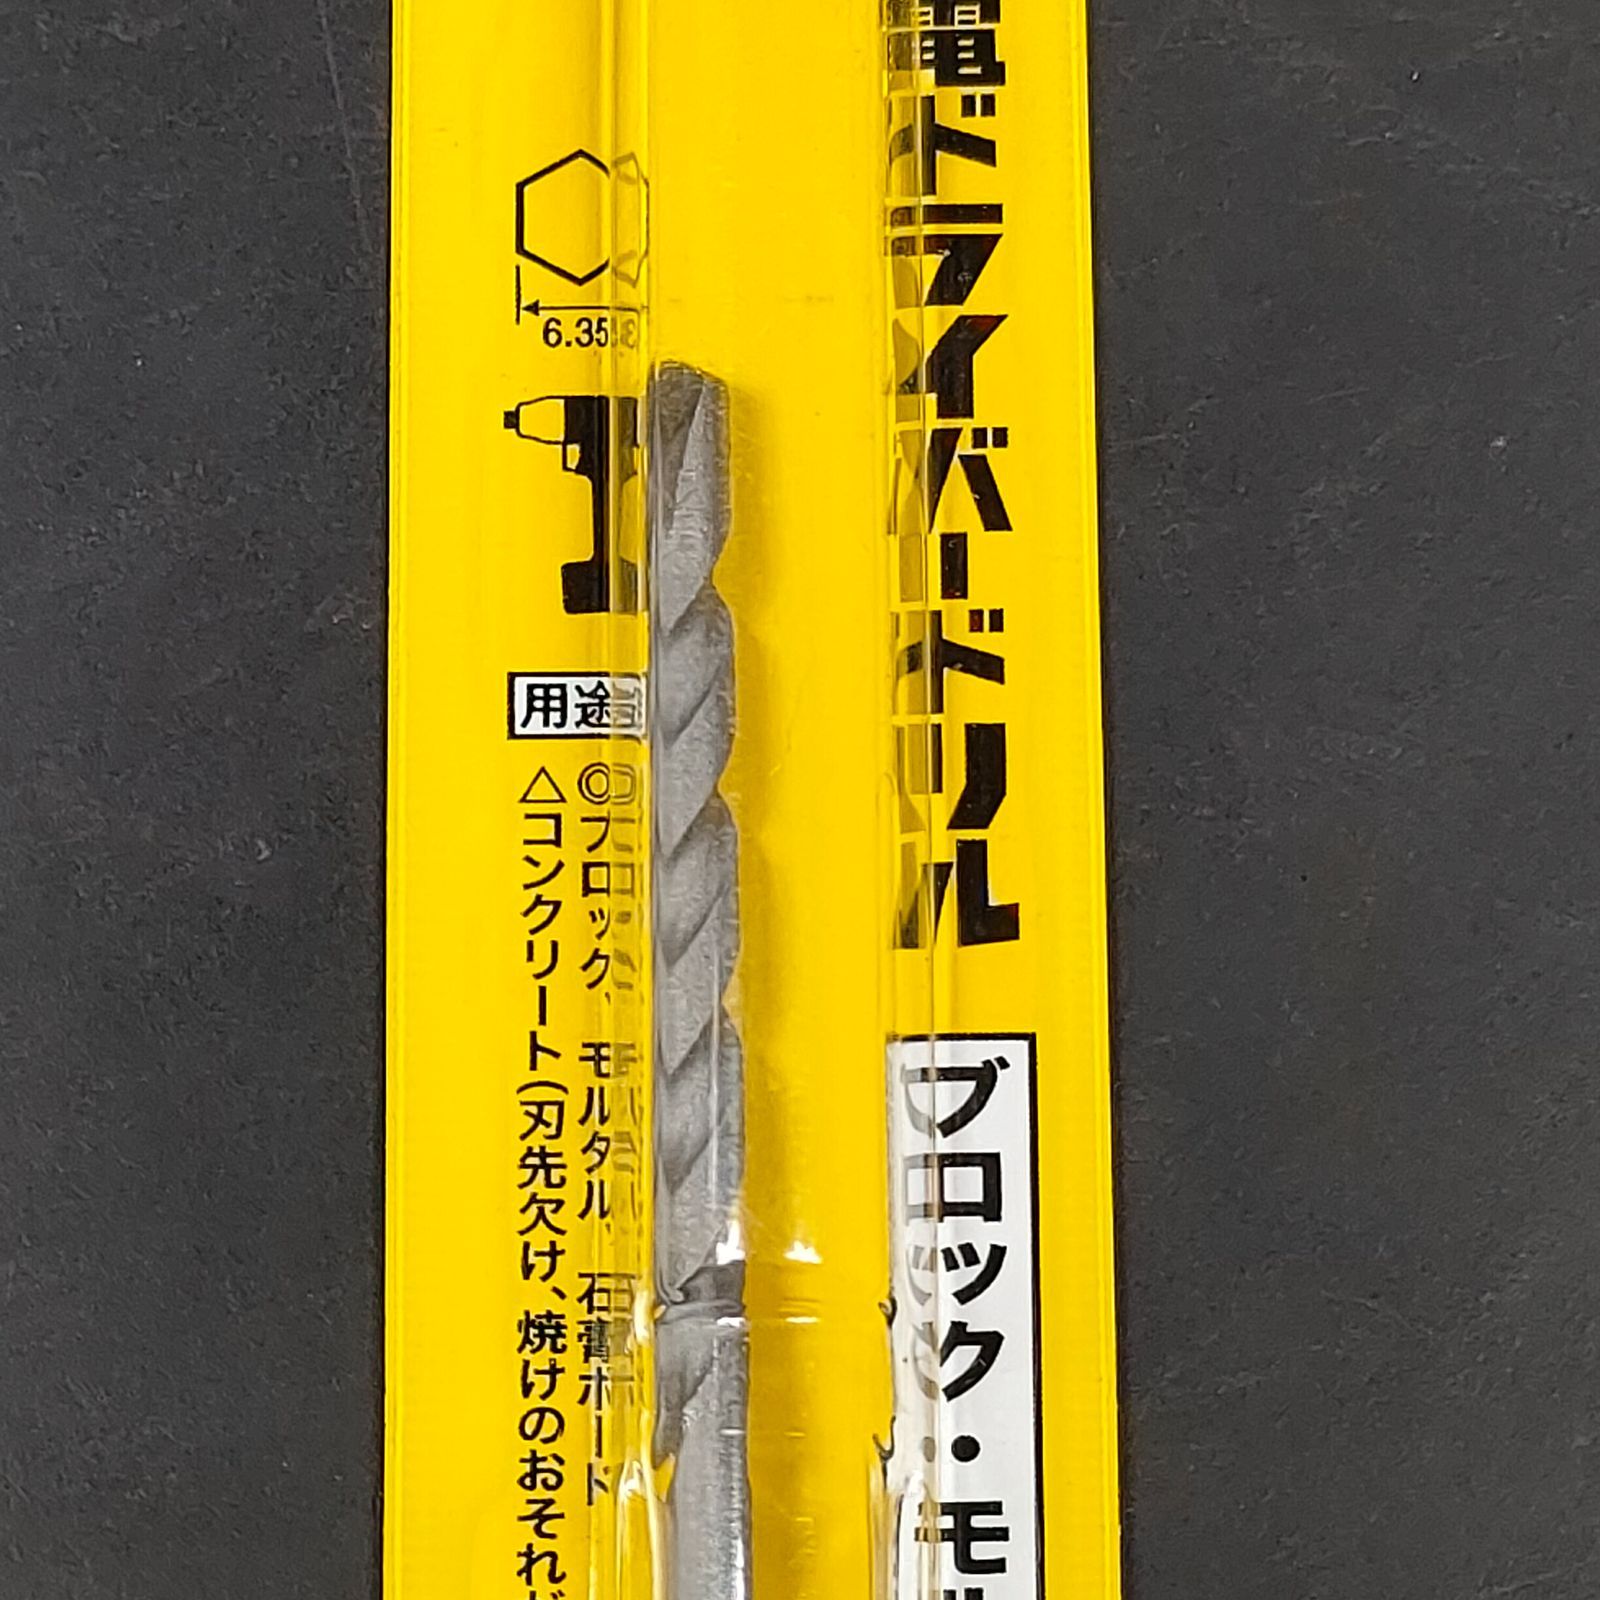 電ドライバードリル
ブロック・モル
6.35
用途
◎ブロック、モルタル、石膏ボード
△コンクリート(刃先欠け、焼けのおそれ